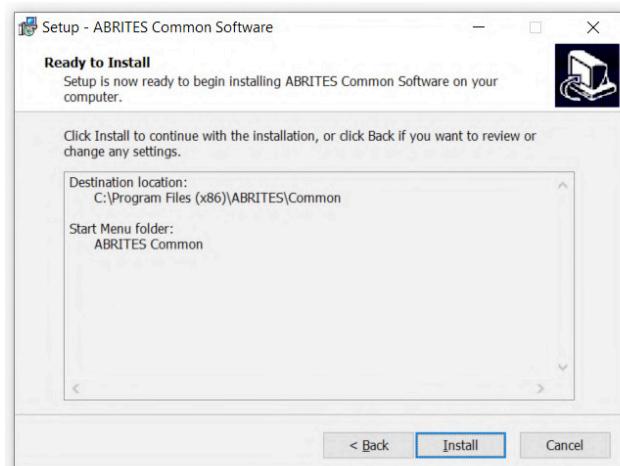 Setup - ABRITES Common Software
Ready to Install
Setup is now ready to begin installing ABRITES Common Software on your
computer.
Click Install to continue with the installation, or click Back if you want to review or
change any settings.
Destination location:
C:\Program Files (x86)\ABRITES\Common
Start Menu folder:
ABRITES Common
< Back
Install
Cancel